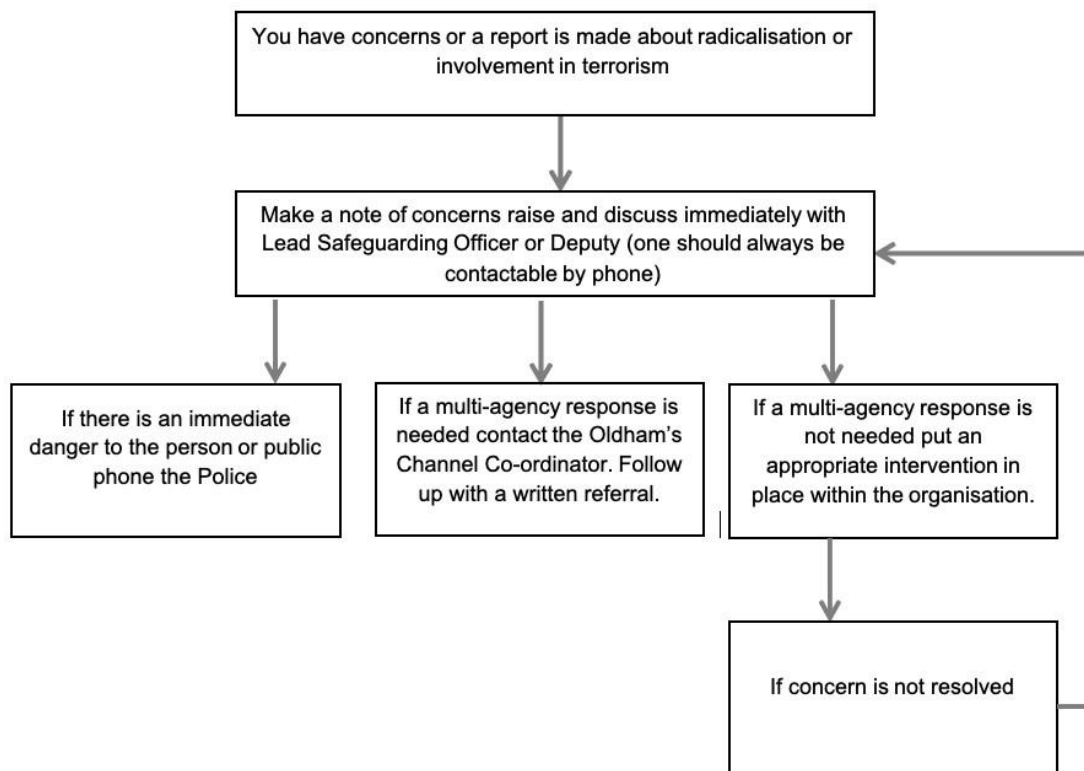 You have concerns or a report is made about radicalisation or
involvement in terrorism
Make a note of concerns raise and discuss immediately with
Lead Safeguarding Officer or Deputy (one should always be
contactable by phone)
If there is an immediate
danger to the person or public
phone the Police
If a multi-agency response is
needed contact the Oldham’s
Channel Co-ordinator. Follow
up with a written referral.
If a multi-agency response is
not needed put an
appropriate intervention in
place within the organisation.
If concern is not resolved